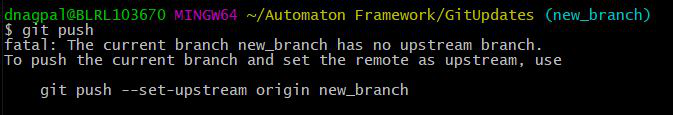 dnagpal@BLRL103670 MINGW64 ~/Automaton Framework/GitUpdates (new_branch)
$ git push
fatal: The current branch new_branch has no upstream branch.
To push the current branch and set the remote as upstream, use
git push --set-upstream origin new_branch